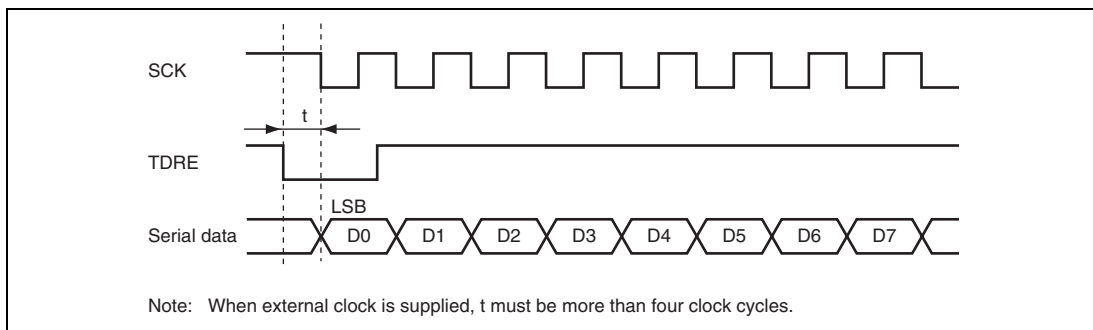 SCK
t
TDRE
LSB
Serial data D0 D1 D2 D3 D4 D5 D6 D7
Note: When external clock is supplied, t must be more than four clock cycles.